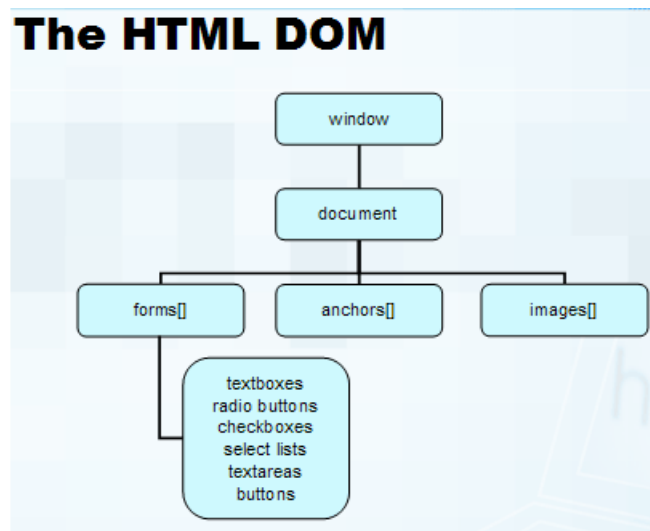 The HTML DOM
window
document
forms[]
anchors[]
images[]
textboxes
radio buttons
checkboxes
select lists
textareas
buttons
h